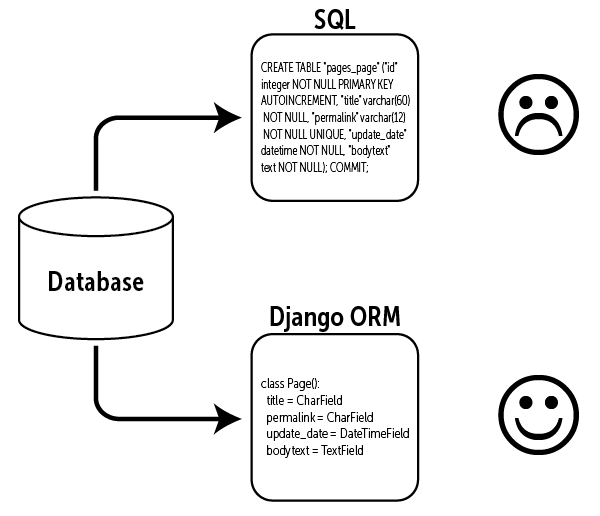 SQL
CREATE TABLE "pages_page" ("id"
integer NOT NULL PRIMARY KEY
AUTOINCREMENT, "title" varchar(60)
NOT NULL, "permalink" varchar(12)
NOT NULL UNIQUE, "update_date"
datetime NOT NULL, "bodytext"
text NOT NULL); COMMIT;
Database
Django ORM
class Page():
title = CharField
permalink = CharField
update_date = DateTimeField
bodytext = TextField